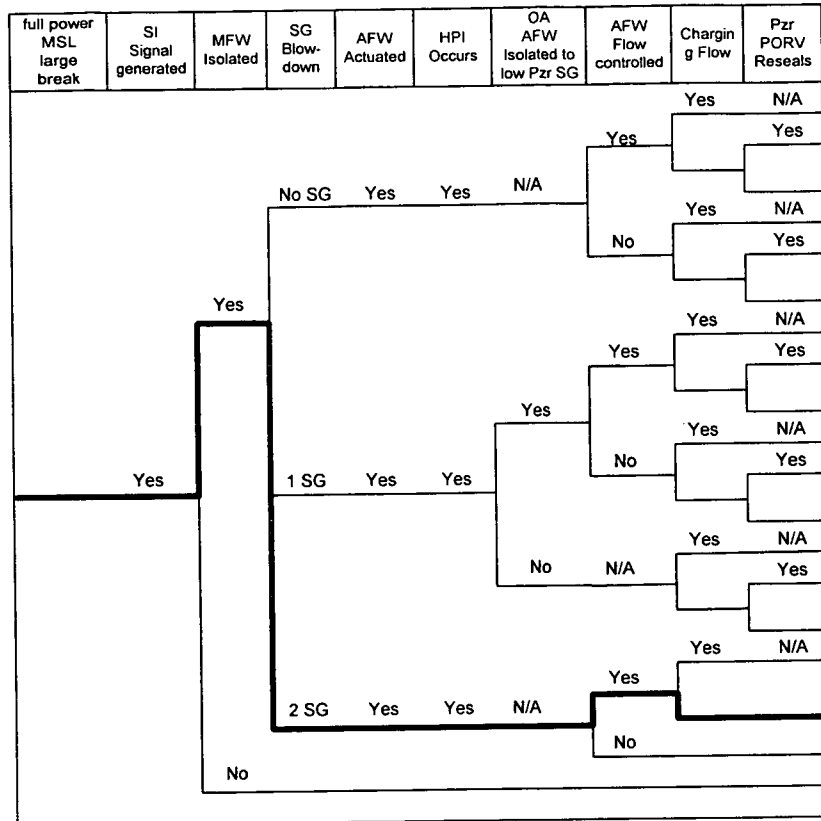 full power
MSL
large
break
SI
Signal
generated
MFW
Isolated
SG
Blow-
down
AFW
Actuated
HPI
Occurs
OA
AFW
Isolated to
low Pzr SG
AFW
Flow
controlled
Chargin
g Flow
Pzr
PORV
Reseals
Yes N/A
Yes Yes
No SG Yes Yes N/A
Yes N/A
No Yes
Yes
Yes N/A
Yes Yes
Yes
Yes N/A
Yes 1 SG Yes Yes No Yes
Yes N/A
No N/A Yes
Yes N/A
Yes
2 SG Yes Yes N/A
No
No